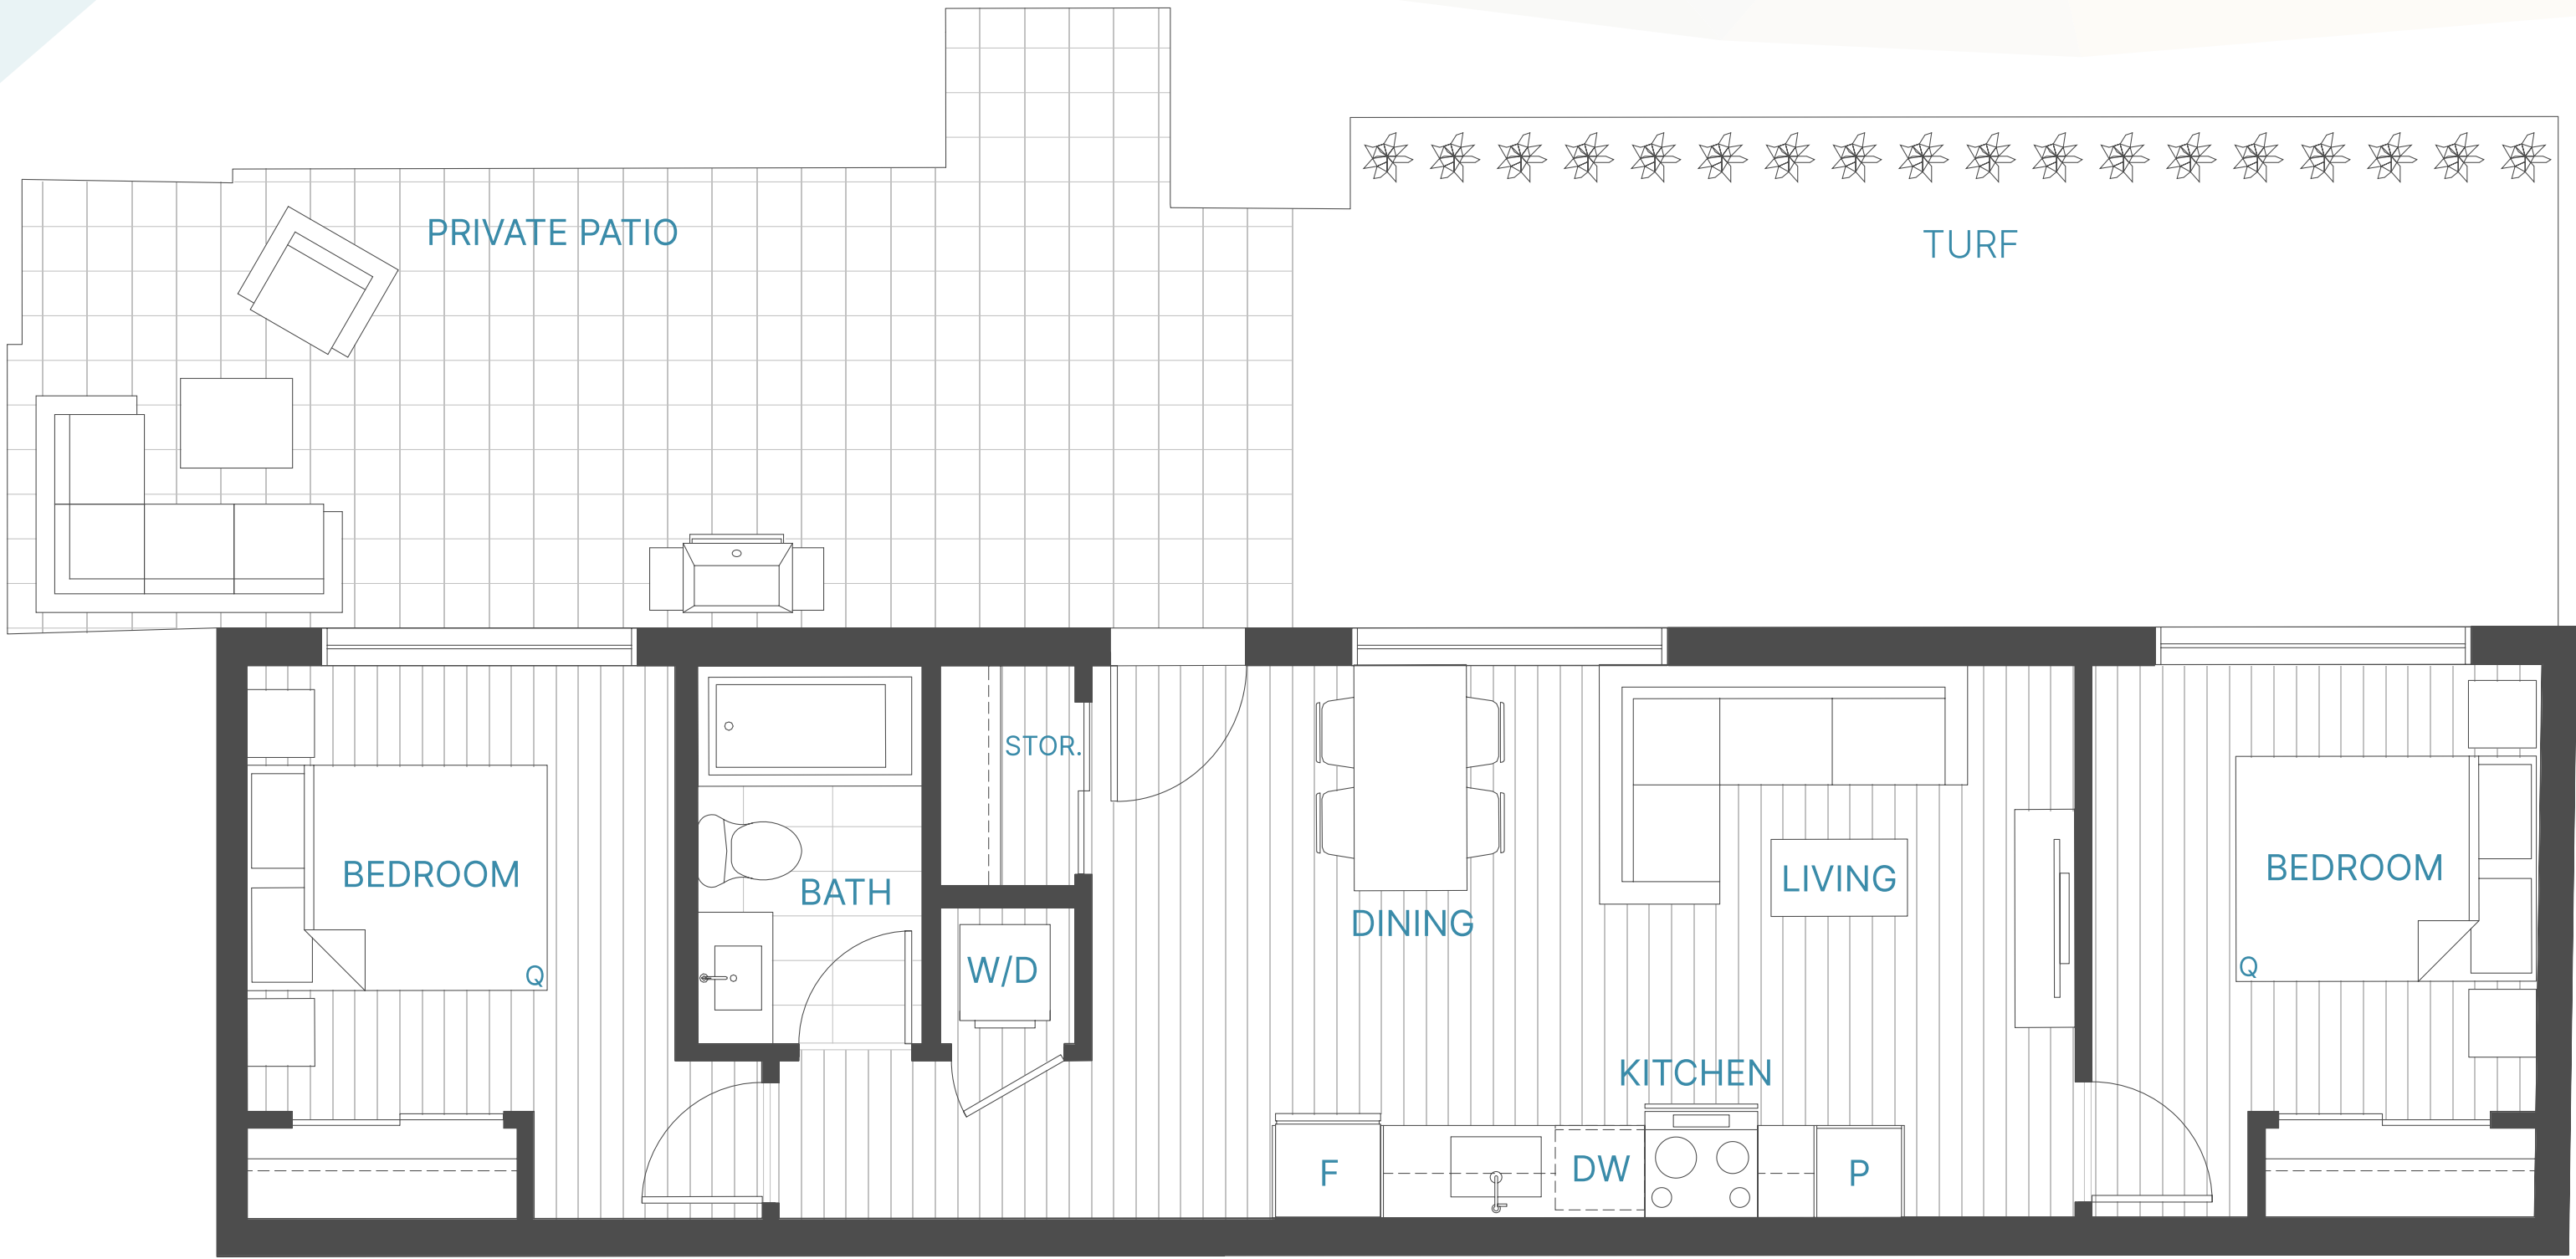 PRIVATE PATIO
TURF
STOR.
BEDROOM
BATH
LIVING
BEDROOM
DINING
W/D
Q
Q
KITCHEN
F
DW
P